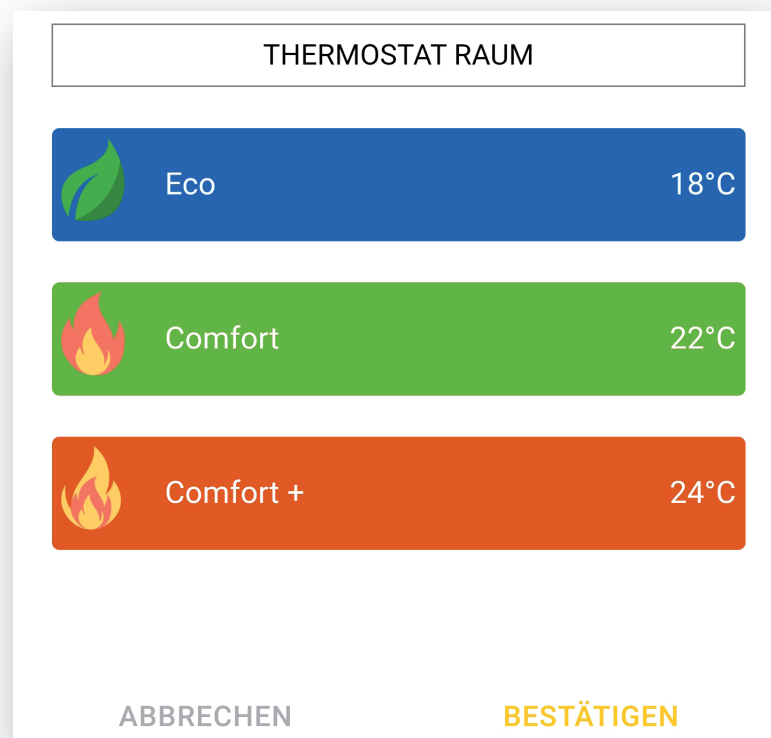 THERMOSTAT RAUM
Eco 18°C
Comfort 22°C
Comfort + 24°C
ABBRECHEN BESTÄTIGEN